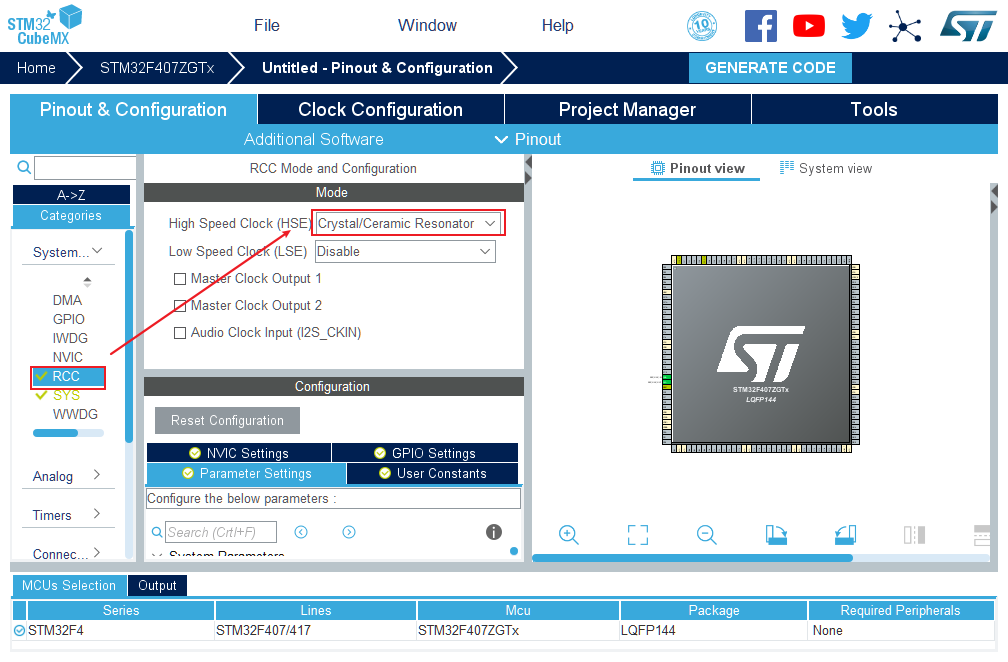 STM32
CubeMX
File Window Help
10
ST
Home STM32F407ZGTx Untitled - Pinout & Configuration GENERATE CODE
Pinout & Configuration Clock Configuration Project Manager Tools
Additional Software Pinout
RCC Mode and Configuration
Pinout view System view
A->Z
Categories
Mode
System...
High Speed Clock (HSE) Crystal/Ceramic Resonator
Low Speed Clock (LSE) Disable
Master Clock Output 1
DMA
GPIO
Master Clock Output 2
IWDG
Audio Clock Input (I2S_CKIN)
NVIC
RCC
SYS
WWDG
Configuration
Reset Configuration
NVIC Settings GPIO Settings
Parameter Settings User Constants
Analog
Configure the below parameters :
Timers
Search (CrtI+F)
Connec...
System Parameters
ST
STM32F407ZGTx
LQFP144
MCUs Selection Output
Series Lines Mcu Package Required Peripherals
STM32F4 STM32F407/417 STM32F407ZGTx LQFP144 None